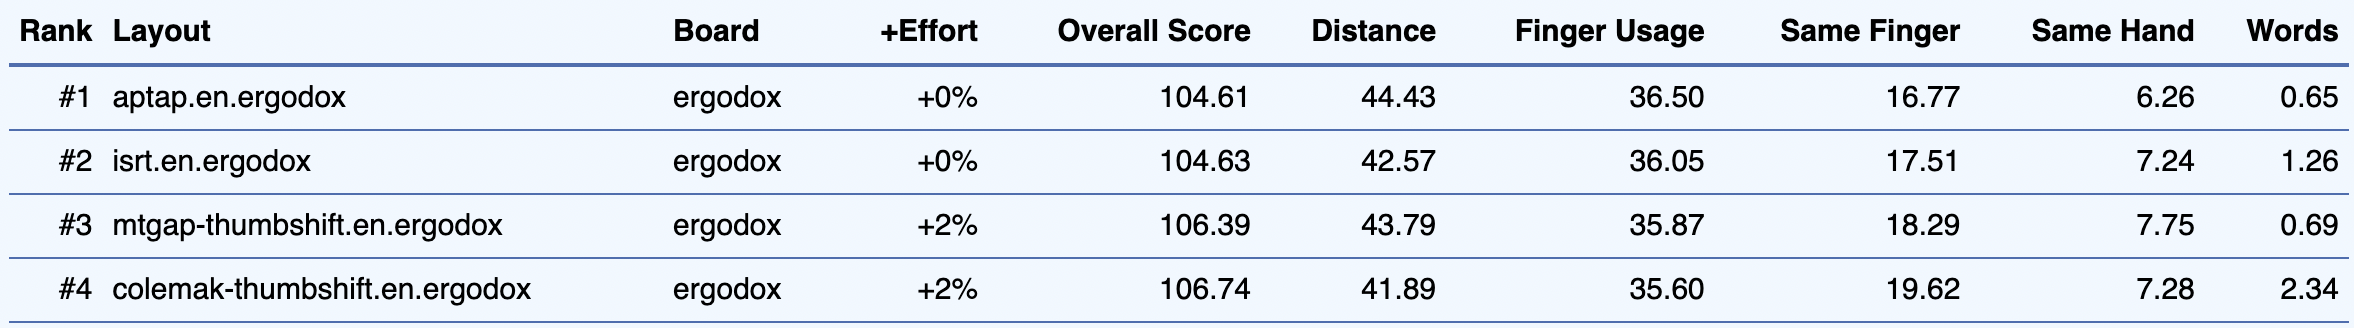 Rank Layout Board +Effort Overall Score Distance Finger Usage Same Finger Same Hand Words
#1 aptap.en.ergodox ergodox +0% 104.61 44.43 36.50 16.77 6.26 0.65
#2 isrt.en.ergodox ergodox +0% 104.63 42.57 36.05 17.51 7.24 1.26
#3 mtgap-thumbshift.en.ergodox ergodox +2% 106.39 43.79 35.87 18.29 7.75 0.69
#4 colemak-thumbshift.en.ergodox ergodox +2% 106.74 41.89 35.60 19.62 7.28 2.34